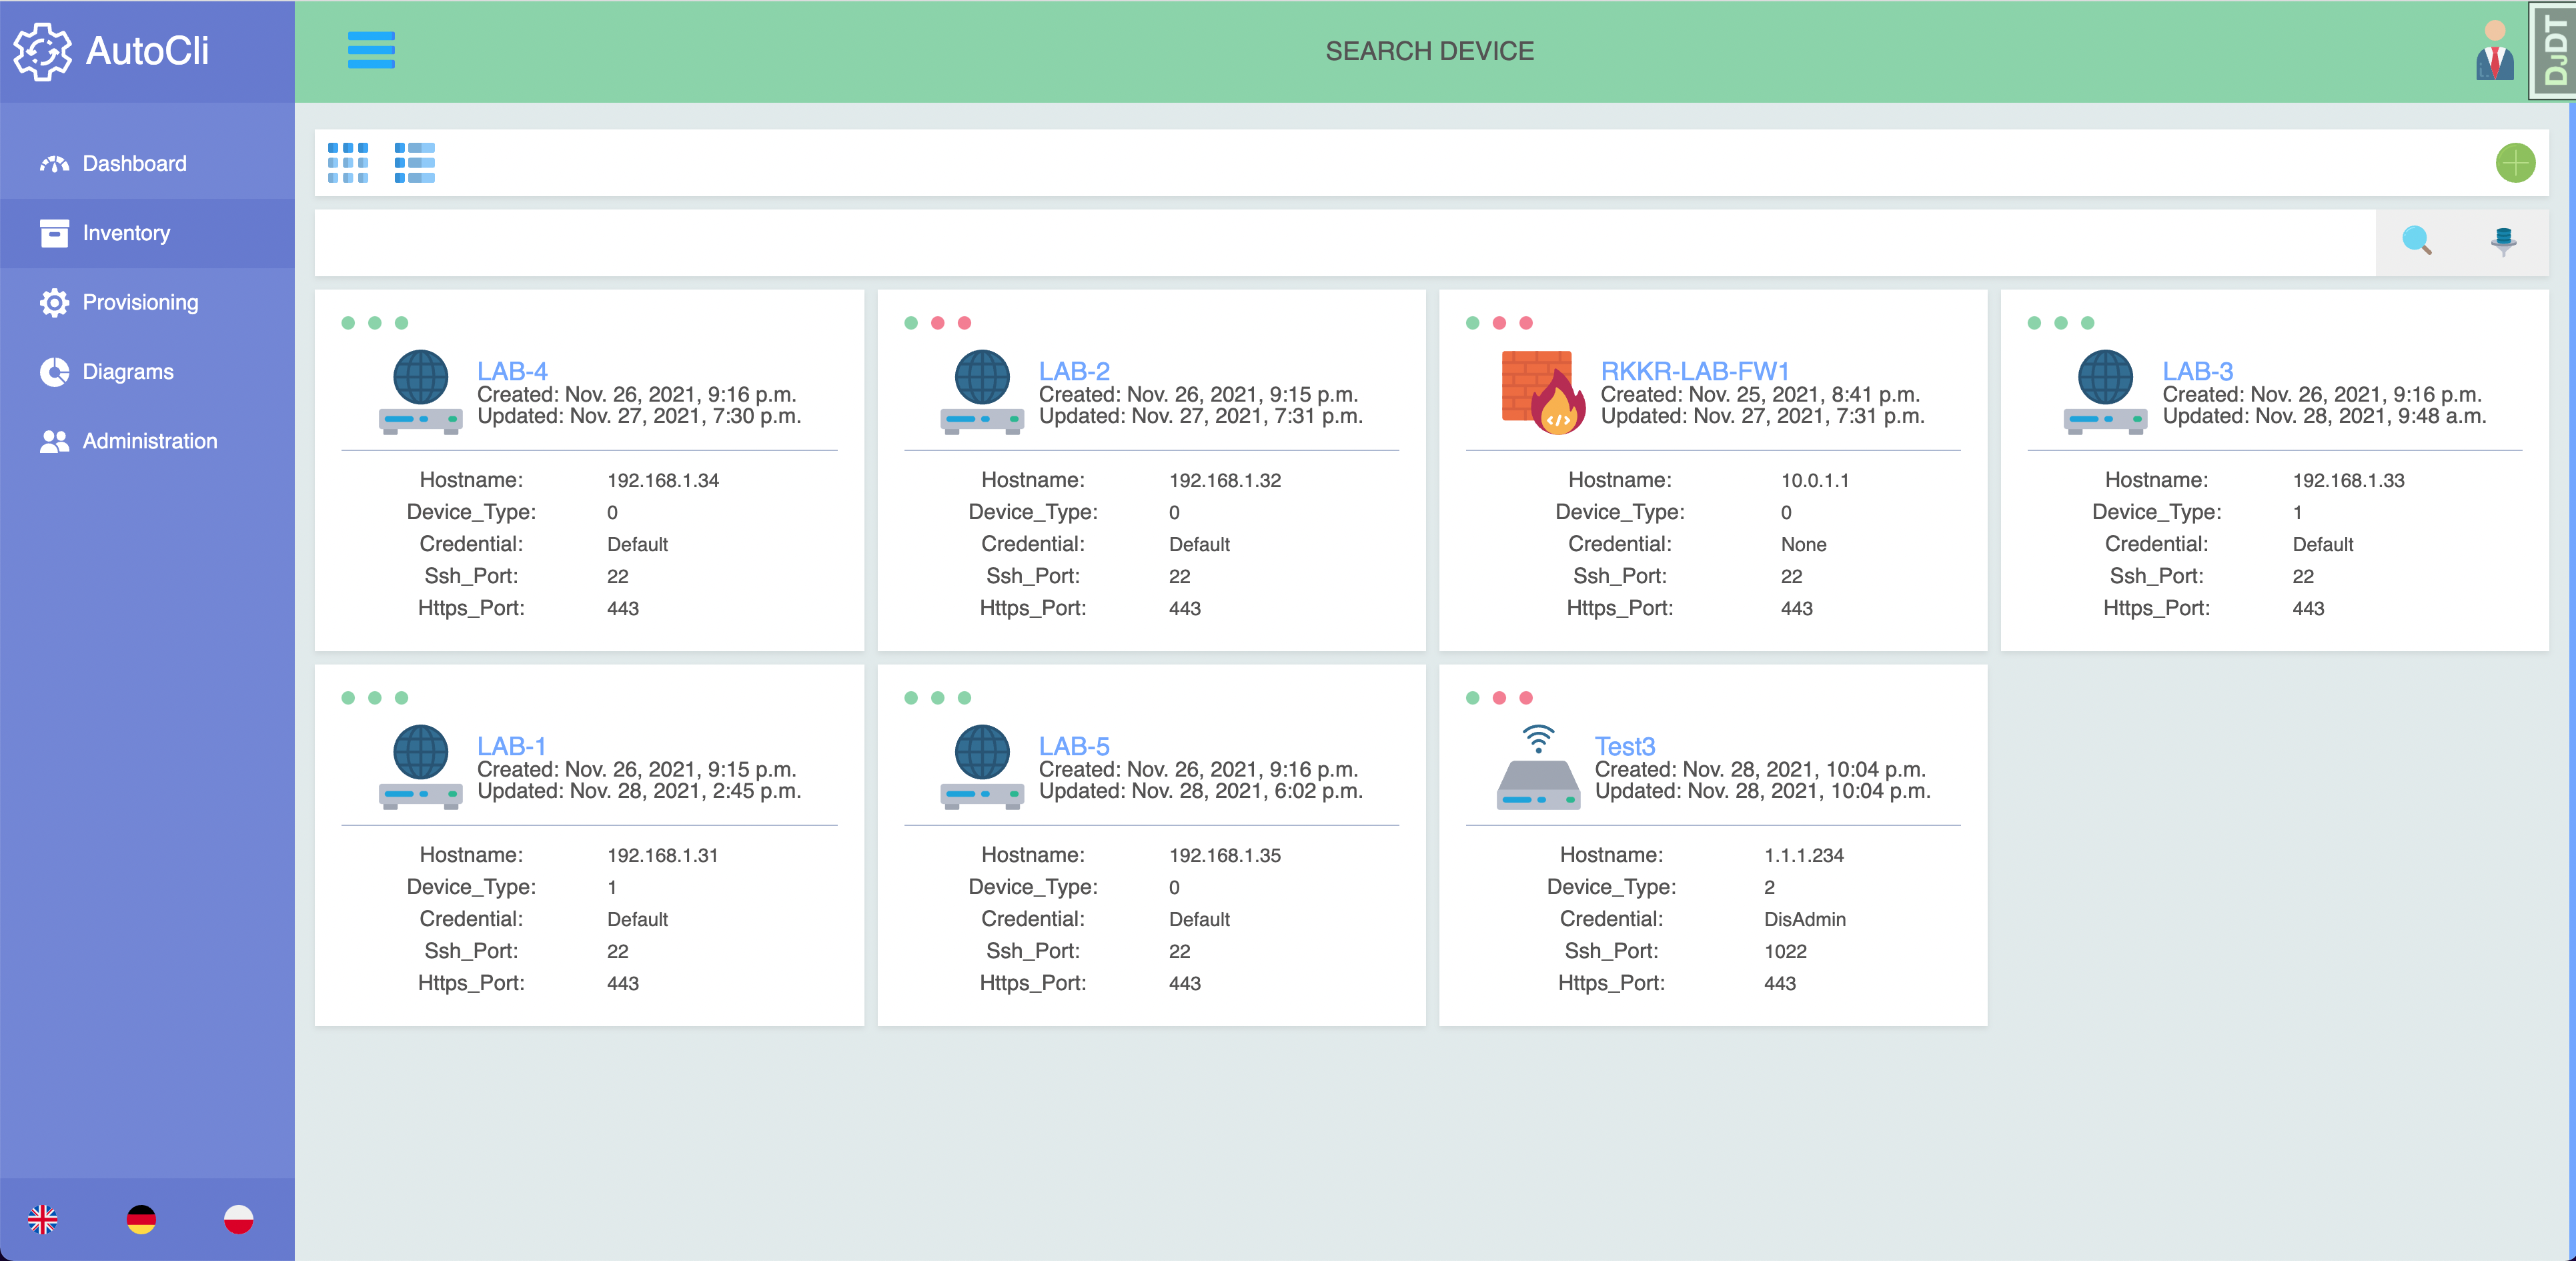 AutoCli
SEARCH DEVICE
DJDT
Dashboard
Inventory
Provisioning
Diagrams
Administration
LAB-4
Created: Nov. 26, 2021, 9:16 p.m.
Updated: Nov. 27, 2021, 7:30 p.m.
Hostname: 192.168.1.34
Device_Type: 0
Credential: Default
Ssh_Port: 22
Https_Port: 443
LAB-2
Created: Nov. 26, 2021, 9:15 p.m.
Updated: Nov. 27, 2021, 7:31 p.m.
Hostname: 192.168.1.32
Device_Type: 0
Credential: Default
Ssh_Port: 22
Https_Port: 443
RKKR-LAB-FW1
Created: Nov. 25, 2021, 8:41 p.m.
Updated: Nov. 27, 2021, 7:31 p.m.
Hostname: 10.0.1.1
Device_Type: 0
Credential: None
Ssh_Port: 22
Https_Port: 443
LAB-3
Created: Nov. 26, 2021, 9:16 p.m.
Updated: Nov. 28, 2021, 9:48 a.m.
Hostname: 192.168.1.33
Device_Type: 1
Credential: Default
Ssh_Port: 22
Https_Port: 443
LAB-1
Created: Nov. 26, 2021, 9:15 p.m.
Updated: Nov. 28, 2021, 2:45 p.m.
Hostname: 192.168.1.31
Device_Type: 1
Credential: Default
Ssh_Port: 22
Https_Port: 443
LAB-5
Created: Nov. 26, 2021, 9:16 p.m.
Updated: Nov. 28, 2021, 6:02 p.m.
Hostname: 192.168.1.35
Device_Type: 0
Credential: Default
Ssh_Port: 22
Https_Port: 443
Test3
Created: Nov. 28, 2021, 10:04 p.m.
Updated: Nov. 28, 2021, 10:04 p.m.
Hostname: 1.1.1.234
Device_Type: 2
Credential: DisAdmin
Ssh_Port: 1022
Https_Port: 443